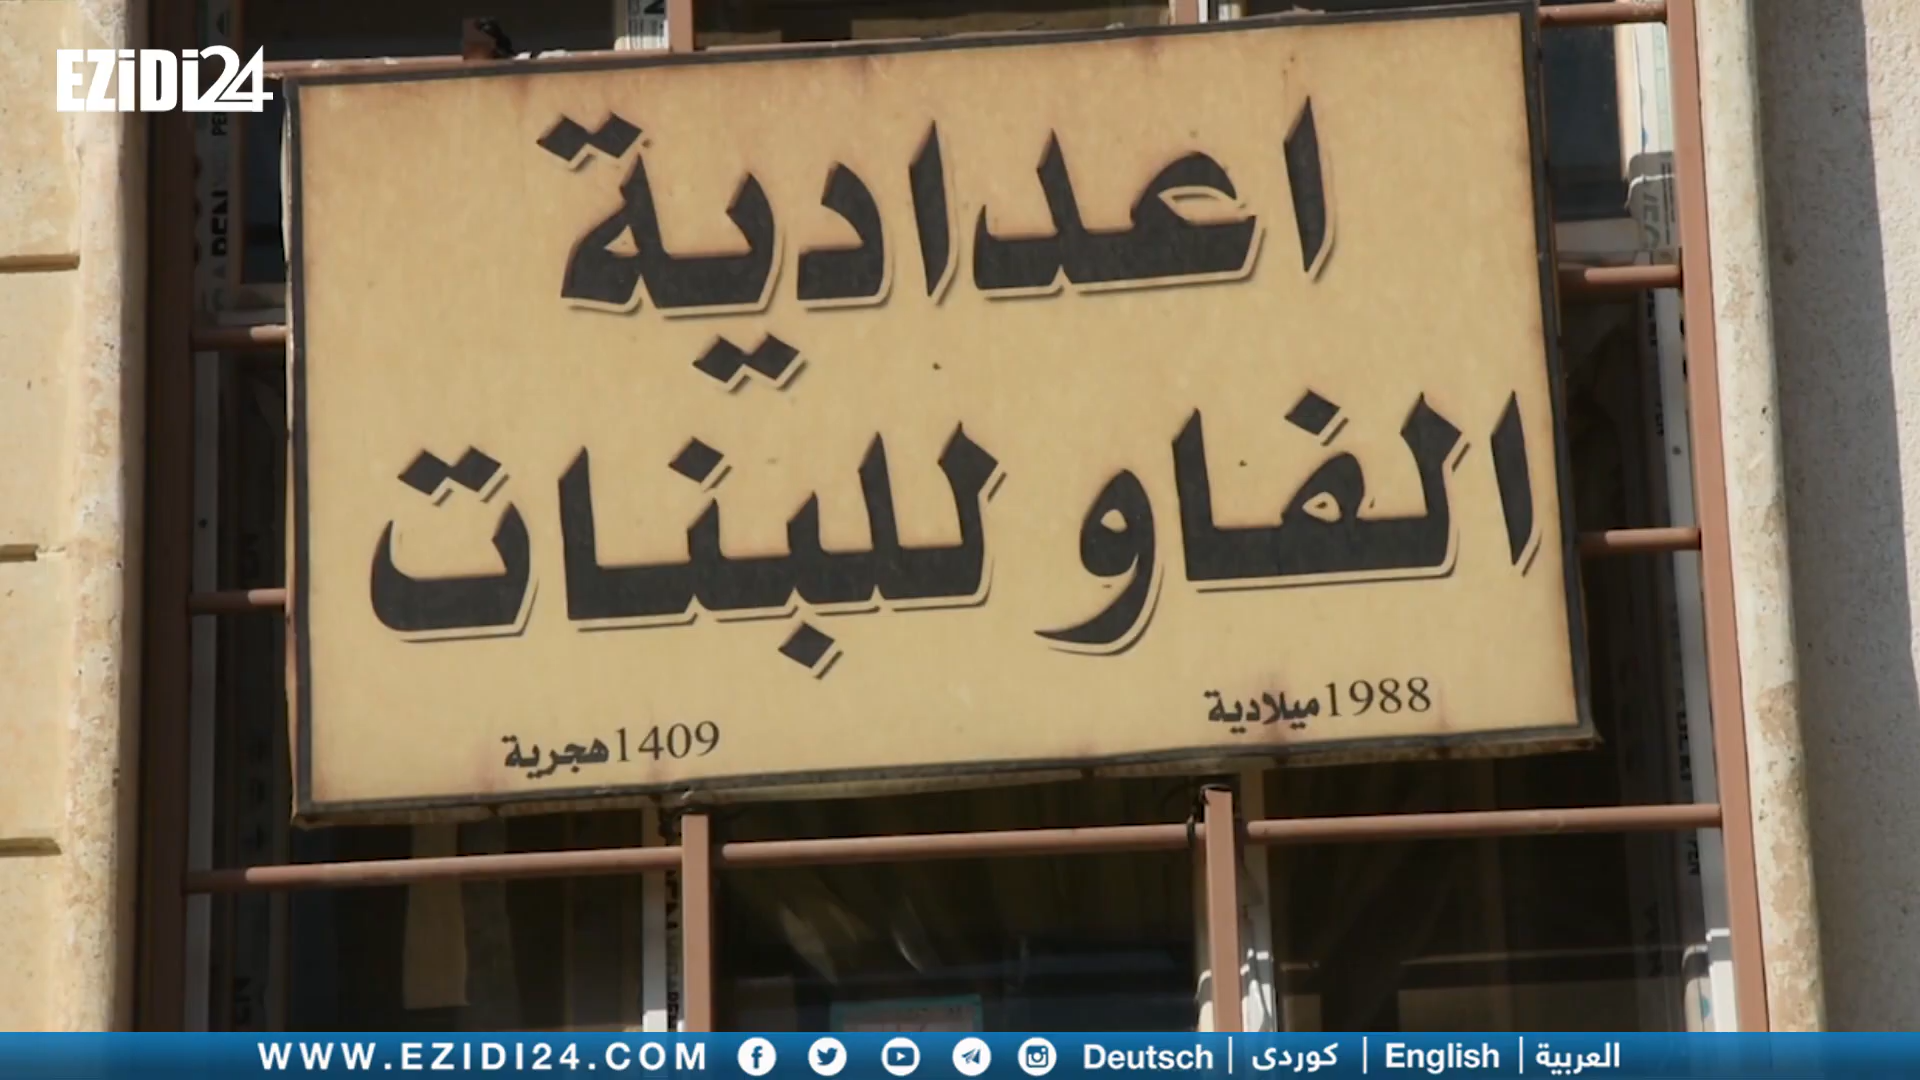 EZiDi24
اعدادية
الفاو للبنات
1988 ميلادية
1409 هجرية
WWW.EZIDI24.COM Deutsch | كوردى | English | العربية